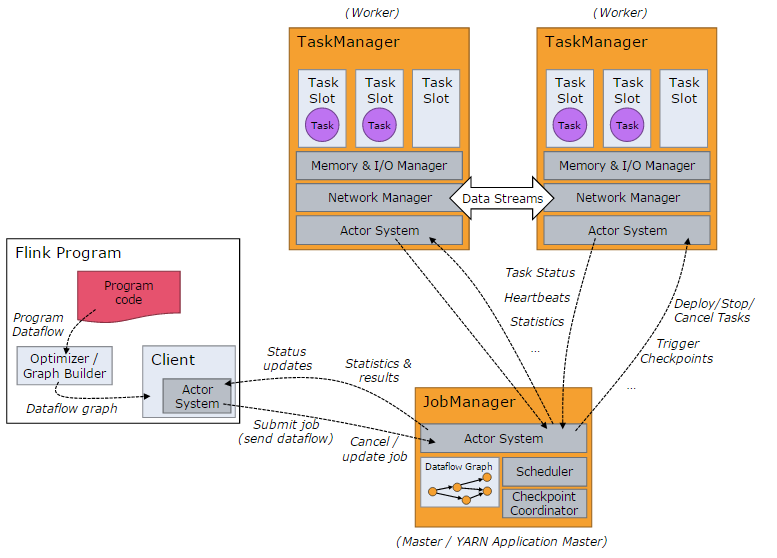 (Worker)
(Worker)
TaskManager
TaskManager
Task
Slot
Task
Slot
Task
Slot
Task
Slot
Task
Slot
Task
Slot
Task
Task
Task
Task
Memory & I/O Manager
Memory & I/O Manager
Network Manager
Data Streams
Network Manager
Actor System
Actor System
Flink Program
Program
code
Program
Dataflow
Optimizer /
Graph Builder
Dataflow graph
Client
Actor
System
Task Status
Heartbeats
Statistics
...
Deploy/Stop/
Cancel Tasks
Trigger
Checkpoints
...
Status
updates
Statistics &
results
Submit job
(send dataflow)
Cancel /
update job
JobManager
Actor System
Dataflow Graph
Scheduler
Checkpoint
Coordinator
(Master / YARN Application Master)